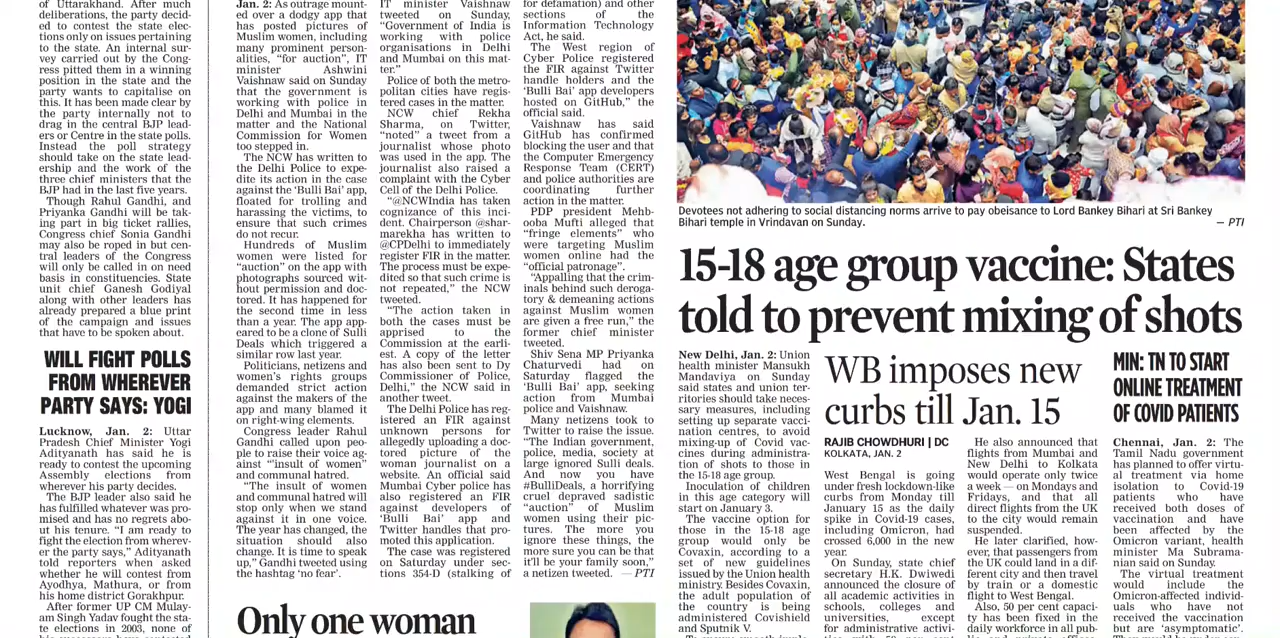 of Uttarakhand. After much
deliberations, the party decid-
ed to contest the state elec-
tions only on issues pertaining
to the state. An internal sur-
vey carried out by the Cong-
ress pitted them in a winning
position in the state and the
party wants to capitalise on
this. It has been made clear by
the party internally not to
drag in the central BJP lead-
ers or Centre in the state polls.
Instead the poll strategy
should take on the state lead-
ership and the work of the
three chief ministers that the
BJP had in the last five years.
Though Rahul Gandhi, and
Priyanka Gandhi will be tak-
ing part in big ticket rallies,
Congress chief Sonia Gandhi
may also be roped in but cen-
tral leaders of the Congress
will only be called in on need
basis in constituencies. State
unit chief Ganesh Godiyal
along with other leaders has
already prepared a blue print
of the campaign and issues
that have to be spoken about.
WILL FIGHT POLLS
FROM WHEREVER
PARTY SAYS: YOGI
Lucknow, Jan. 2: Uttar
Pradesh Chief Minister Yogi
Adityanath has said he is
ready to contest the upcoming
Assembly elections from
wherever his party decides.
The BJP leader also said he
has fulfilled whatever was pro-
mised and has no regrets abo-
ut his tenure. “I am ready to
fight the election from wherev-
er the party says,” Adityanath
told reporters when asked
whether he will contest from
Ayodhya, Mathura, or from
his home district Gorakhpur.
After former UP CM Mulay-
am Singh Yadav fought the sta-
te elections in 2003, none of
Jan. 2: As outrage mount-
ed over a dodgy app that
has posted pictures of
Muslim women, including
many prominent person-
alities, “for auction”, IT
minister Ashwini
Vaishnaw said on Sunday
that the government is
working with police in
Delhi and Mumbai in the
matter and the National
Commission for Women
too stepped in.
The NCW has written to
the Delhi Police to expe-
dite its action in the case
against the ‘Bulli Bai’ app,
floated for trolling and
harassing the victims, to
ensure that such crimes
do not recur.
Hundreds of Muslim
women were listed for
“auction” on the app with
photographs sourced wit-
hout permission and doc-
tored. It has happened for
the second time in less
than a year. The app app-
eared to be a clone of Sulli
Deals which triggered a
similar row last year.
Politicians, netizens and
women’s rights groups
demanded strict action
against the makers of the
app and many blamed it
on right-wing elements.
Congress leader Rahul
Gandhi called upon peo-
ple to raise their voice ag-
ainst “’insult of women”
and communal hatred.
“The insult of women
and communal hatred will
stop only when we stand
against it in one voice.
The year has changed, the
situation should also
change. It is time to speak
up,” Gandhi tweeted using
the hashtag ‘no fear’.
IT minister Vaishnaw
tweeted on Sunday,
“Government of India is
working with police
organisations in Delhi
and Mumbai on this mat-
ter.”
Police of both the metro-
politan cities have regis-
tered cases in the matter.
NCW chief Rekha
Sharma, on Twitter,
“noted” a tweet from a
journalist whose photo
was used in the app. The
journalist also raised a
complaint with the Cyber
Cell of the Delhi Police.
“@NCWIndia has taken
cognizance of this inci-
dent. Chairperson @shar-
marekha has written to
@CPDelhi to immediately
register FIR in the matter.
The process must be expe-
dited so that such crime is
not repeated,” the NCW
tweeted.
“The action taken in
both the cases must be
apprised to the
Commission at the earli-
est. A copy of the letter
has also been sent to Dy
Commissioner of Police,
Delhi,” the NCW said in
another tweet.
The Delhi Police has reg-
istered an FIR against
unknown persons for
allegedly uploading a doc-
tored picture of the
woman journalist on a
website. An official said
Mumbai Cyber police has
also registered an FIR
against developers of
‘Bulli Bai’ app and
Twitter handles that pro-
moted this application.
The case was registered
on Saturday under sec-
tions 354-D (stalking of
for defamation) and other
sections of the
Information Technology
Act, he said.
The West region of
Cyber Police registered
the FIR against Twitter
handle holders and the
‘Bulli Bai’ app developers
hosted on GitHub,” the
official said.
Vaishnaw has said
GitHub has confirmed
blocking the user and that
the Computer Emergency
Response Team (CERT)
and police authorities are
coordinating further
action in the matter.
PDP president Mehb-
ooba Mufti alleged that
“fringe elements” who
were targeting Muslim
women online had the
“official patronage”.
“Appalling that the crim-
inals behind such deroga-
tory & demeaning actions
against Muslim women
are given a free run,” the
former chief minister
tweeted.
Shiv Sena MP Priyanka
Chaturvedi had on
Saturday flagged the
‘Bulli Bai’ app, seeking
action from Mumbai
police and Vaishnaw.
Many netizens took to
Twitter to raise the issue.
“The Indian government,
police, media, society at
large ignored Sulli deals.
And now you have
#BulliDeals, a horrifying
cruel depraved sadistic
“auction” of Muslim
women using their pic-
tures. The more you
ignore these things, the
more sure you can be that
it’ll be your family soon,”
a netizen tweeted. — PTI
Only one woman
Devotees not adhering to social distancing norms arrive to pay obeisance to Lord Bankey Bihari at Sri Bankey
Bihari temple in Vrindavan on Sunday. — PTI
15-18 age group vaccine: States
told to prevent mixing of shots
New Delhi, Jan. 2: Union
health minister Mansukh
Mandaviya on Sunday
said states and union ter-
ritories should take neces-
sary measures, including
setting up separate vacci-
nation centres, to avoid
mixing-up of Covid vac-
cines during administra-
tion of shots to those in
the 15-18 age group.
Inoculation of children
in this age category will
start on January 3.
The vaccine option for
those in the 15-18 age
group would only be
Covaxin, according to a
set of new guidelines
issued by the Union health
ministry. Besides Covaxin,
the adult population of
the country is being
administered Covishield
and Sputnik V.
WB imposes new
curbs till Jan. 15
RAJIB CHOWDHURI | DC
KOLKATA, JAN. 2
West Bengal is going
under fresh lockdown-like
curbs from Monday till
January 15 as the daily
spike in Covid-19 cases,
including Omicron, had
crossed 6,000 in the new
year.
On Sunday, state chief
secretary H.K. Dwiwedi
announced the closure of
all academic activities in
schools, colleges and
universities, except
for administrative activi-
He also announced that
flights from Mumbai and
New Delhi to Kolkata
would operate only twice
a week — on Mondays and
Fridays, and that all
direct flights from the UK
to the city would remain
suspended.
He later clarified, how-
ever, that passengers from
the UK could land in a dif-
ferent city and then travel
by train or a domestic
flight to West Bengal.
Also, 50 per cent capaci-
ty has been fixed in the
daily workforce in all pub-
MIN: TN TO START
ONLINE TREATMENT
OF COVID PATIENTS
Chennai, Jan. 2: The
Tamil Nadu government
has planned to offer virtu-
al treatment via home
isolation to Covid-19
patients who have
received both doses of
vaccination and have
been affected by the
Omicron variant, health
minister Ma Subrama-
nian said on Sunday.
The virtual treatment
would include the
Omicron-affected individ-
uals who have not
received the vaccination
but are ‘asymptomatic’.